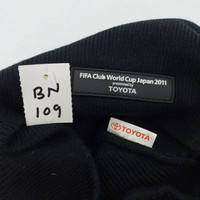 FIFA Club World Cup Japan 2011
presented by
TOYOTA
BN
109
TOYOTA